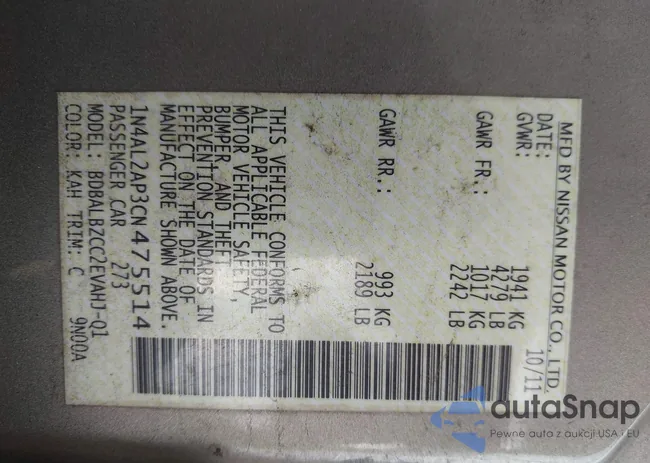 MFD BY NISSAN MOTOR CO., LTD.
DATE: 10/11
GVWR: 1941 KG
4279 LB
GAWR FR.: 1017 KG
2242 LB
GAWR RR.: 993 KG
2189 LB
THIS VEHICLE CONFORMS TO
ALL APPLICABLE FEDERAL
MOTOR VEHICLE SAFETY,
BUMPER AND THEFT
PREVENTION STANDARDS IN
EFFECT ON THE DATE OF
MANUFACTURE SHOWN ABOVE.
1N4AL2AP3CN475514
PASSENGER CAR 273
MODEL: BDBALBZCC2EVAHJ-Q1
COLOR: KAH TRIM: C 9N00A
autaSnap
Pewne auta z aukcji USA i EU